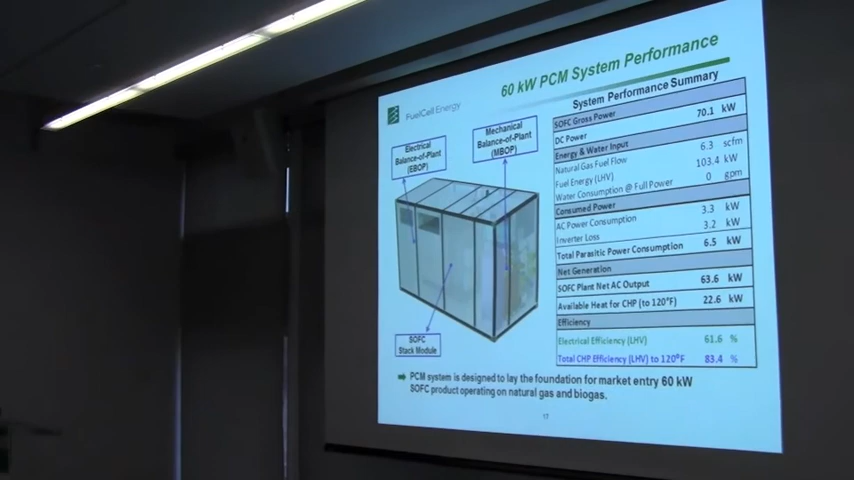 60 kW PCM System Performance
FuelCell Energy
Electrical
Balance-of-Plant
(EBOP)
Mechanical
Balance-of-Plant
(MBOP)
SOFC
Stack Module
System Performance Summary
SOFC Gross Power
DC Power 70.1 kW
Energy & Water Input
Natural Gas Fuel Flow 6.3 scfm
Fuel Energy (LHV) 103.4 kW
Water Consumption @ Full Power 0 gpm
Consumed Power
AC Power Consumption 3.3 kW
Inverter Loss 3.2 kW
Total Parasitic Power Consumption 6.5 kW
Net Generation
SOFC Plant Net AC Output 63.6 kW
Available Heat for CHP (to 120°F) 22.6 kW
Efficiency
Electrical Efficiency (LHV) 61.6 %
Total CHP Efficiency (LHV) to 120°F 83.4 %
PCM system is designed to lay the foundation for market entry 60 kW
SOFC product operating on natural gas and biogas.
17